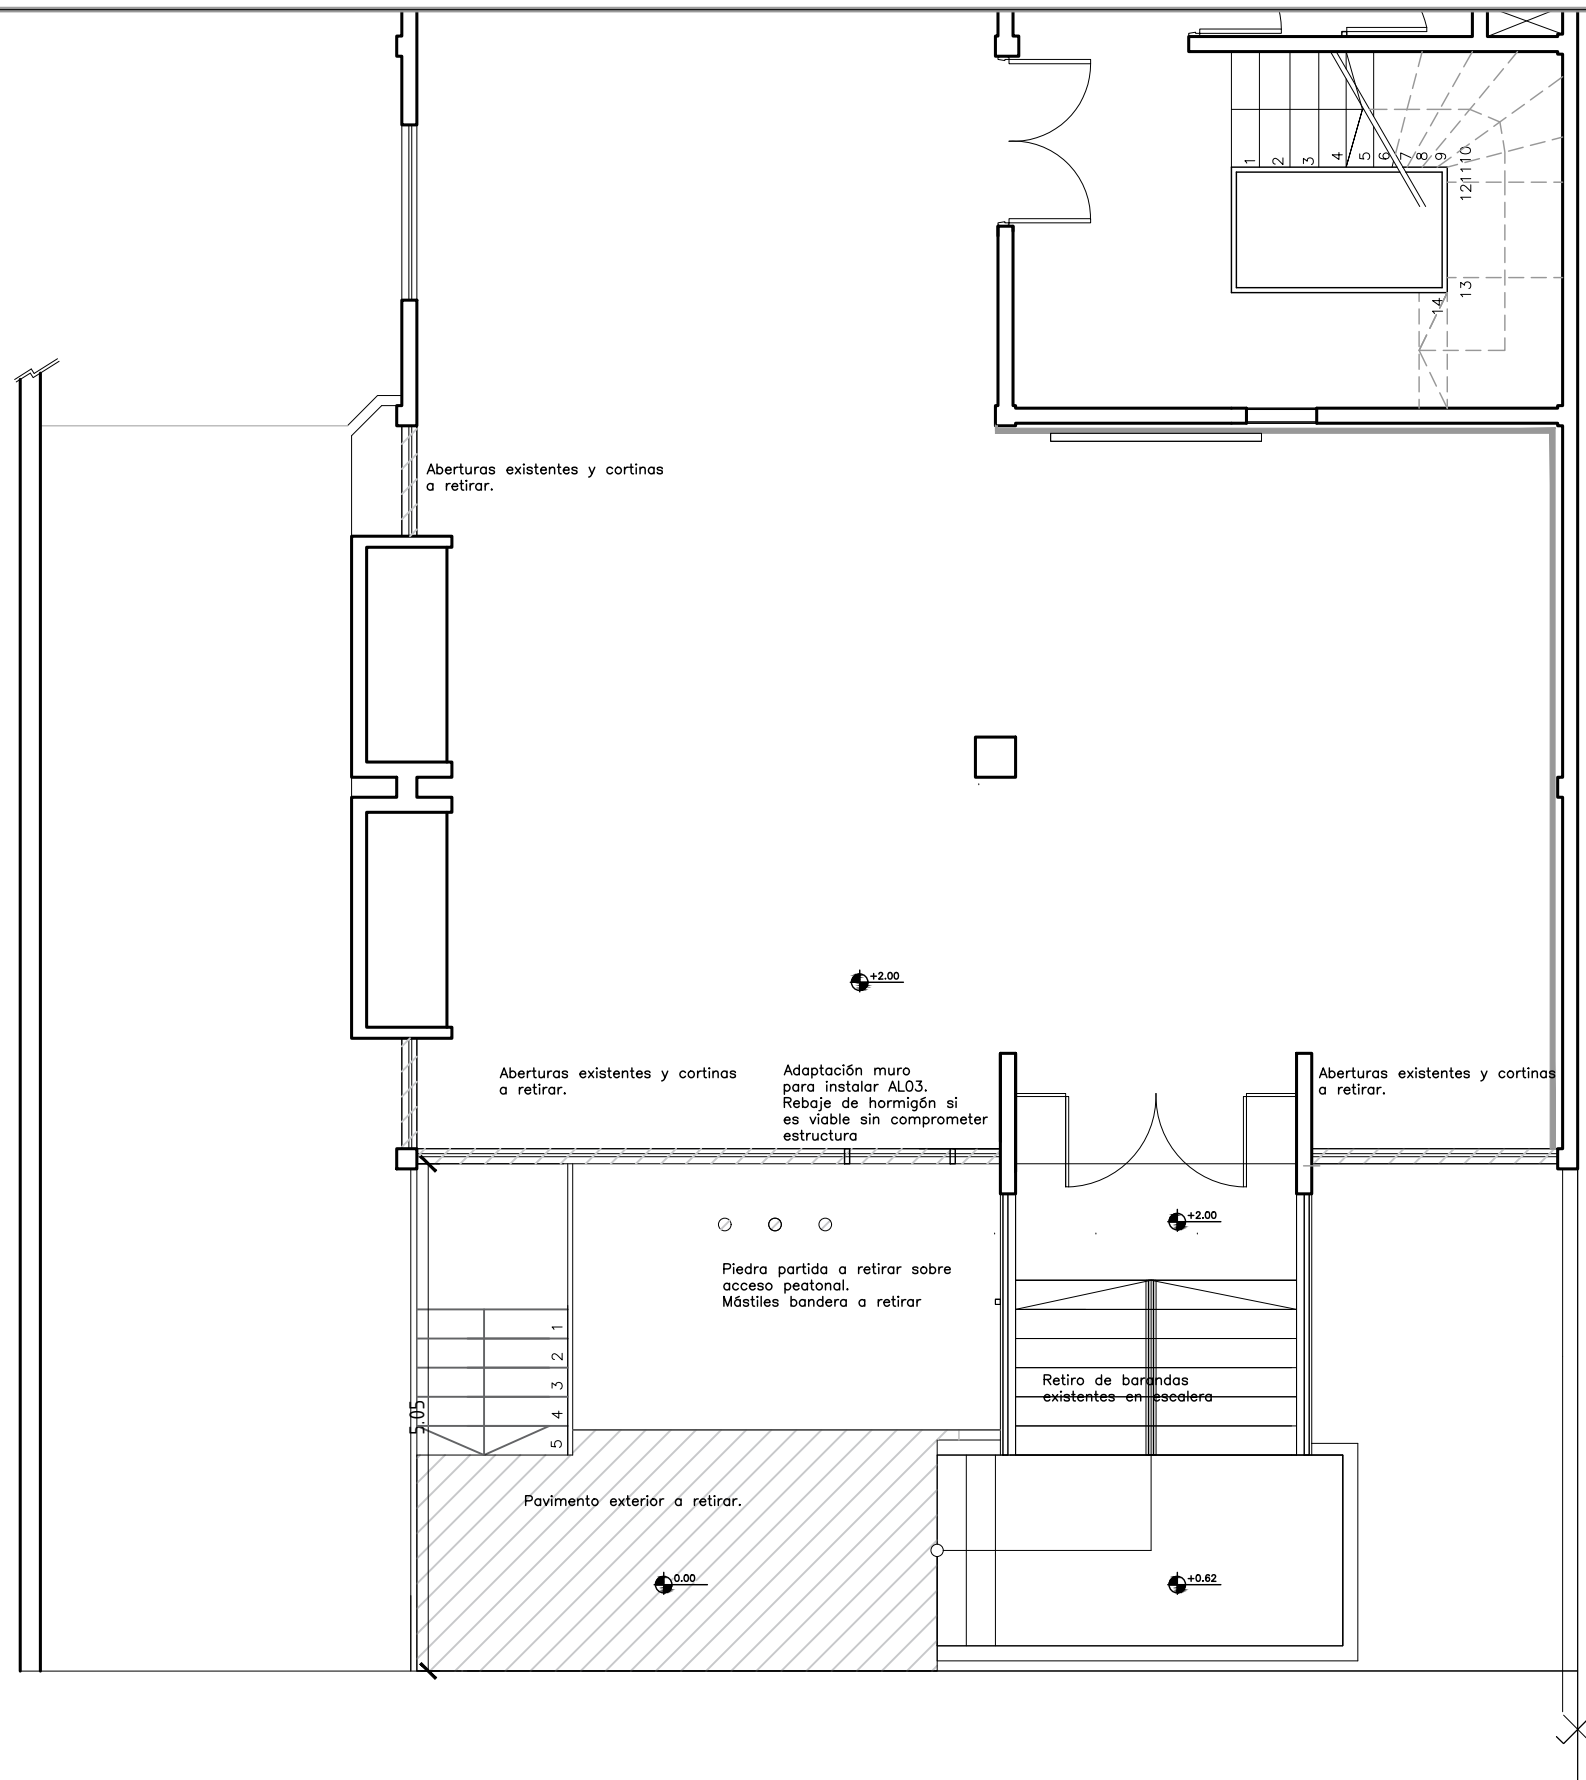 1
2
3
4
5
6
7
8
9
10
11
12
13
14
Aberturas existentes y cortinas
a retirar.
+2.00
Aberturas existentes y cortinas
a retirar.
Adaptación muro
para instalar AL03.
Rebaje de hormigón si
es viable sin comprometer
estructura
Aberturas existentes y cortinas
a retirar.
+2.00
Piedra partida a retirar sobre
acceso peatonal.
Mástiles bandera a retirar
1
2
3
4
5
Retiro de barandas
existentes en escalera
5.05
Pavimento exterior a retirar.
0.00
+0.62